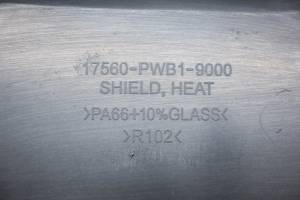 17560-PWB1-9000
SHIELD, HEAT
>PA66+10%GLASS<
>R102<